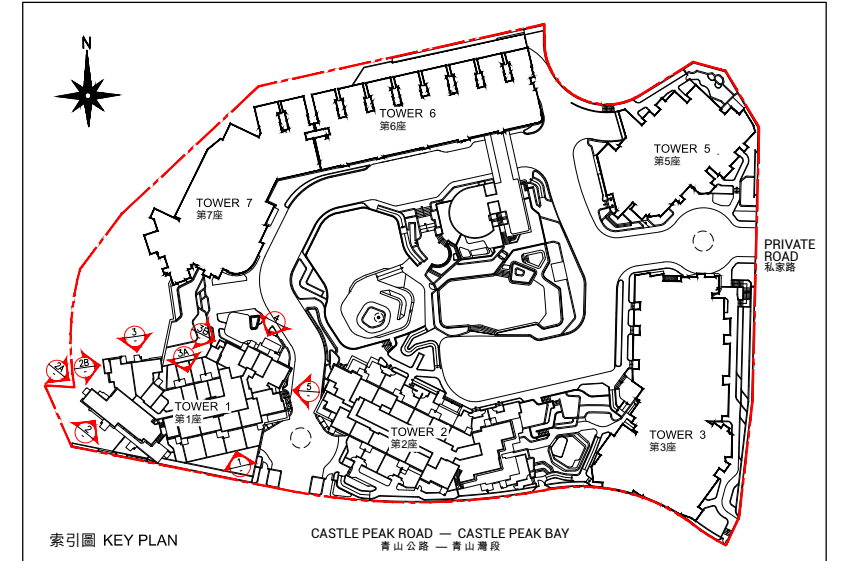 N
TOWER 6
第6座
TOWER 5
第5座
TOWER 7
第7座
PRIVATE
ROAD
私家路
3
3B
4
2A
2B
3A
5
TOWER 1
第1座
TOWER 2
第2座
TOWER 3
第3座
1
索引圖 KEY PLAN
CASTLE PEAK ROAD — CASTLE PEAK BAY
青山公路 — 青山灣段